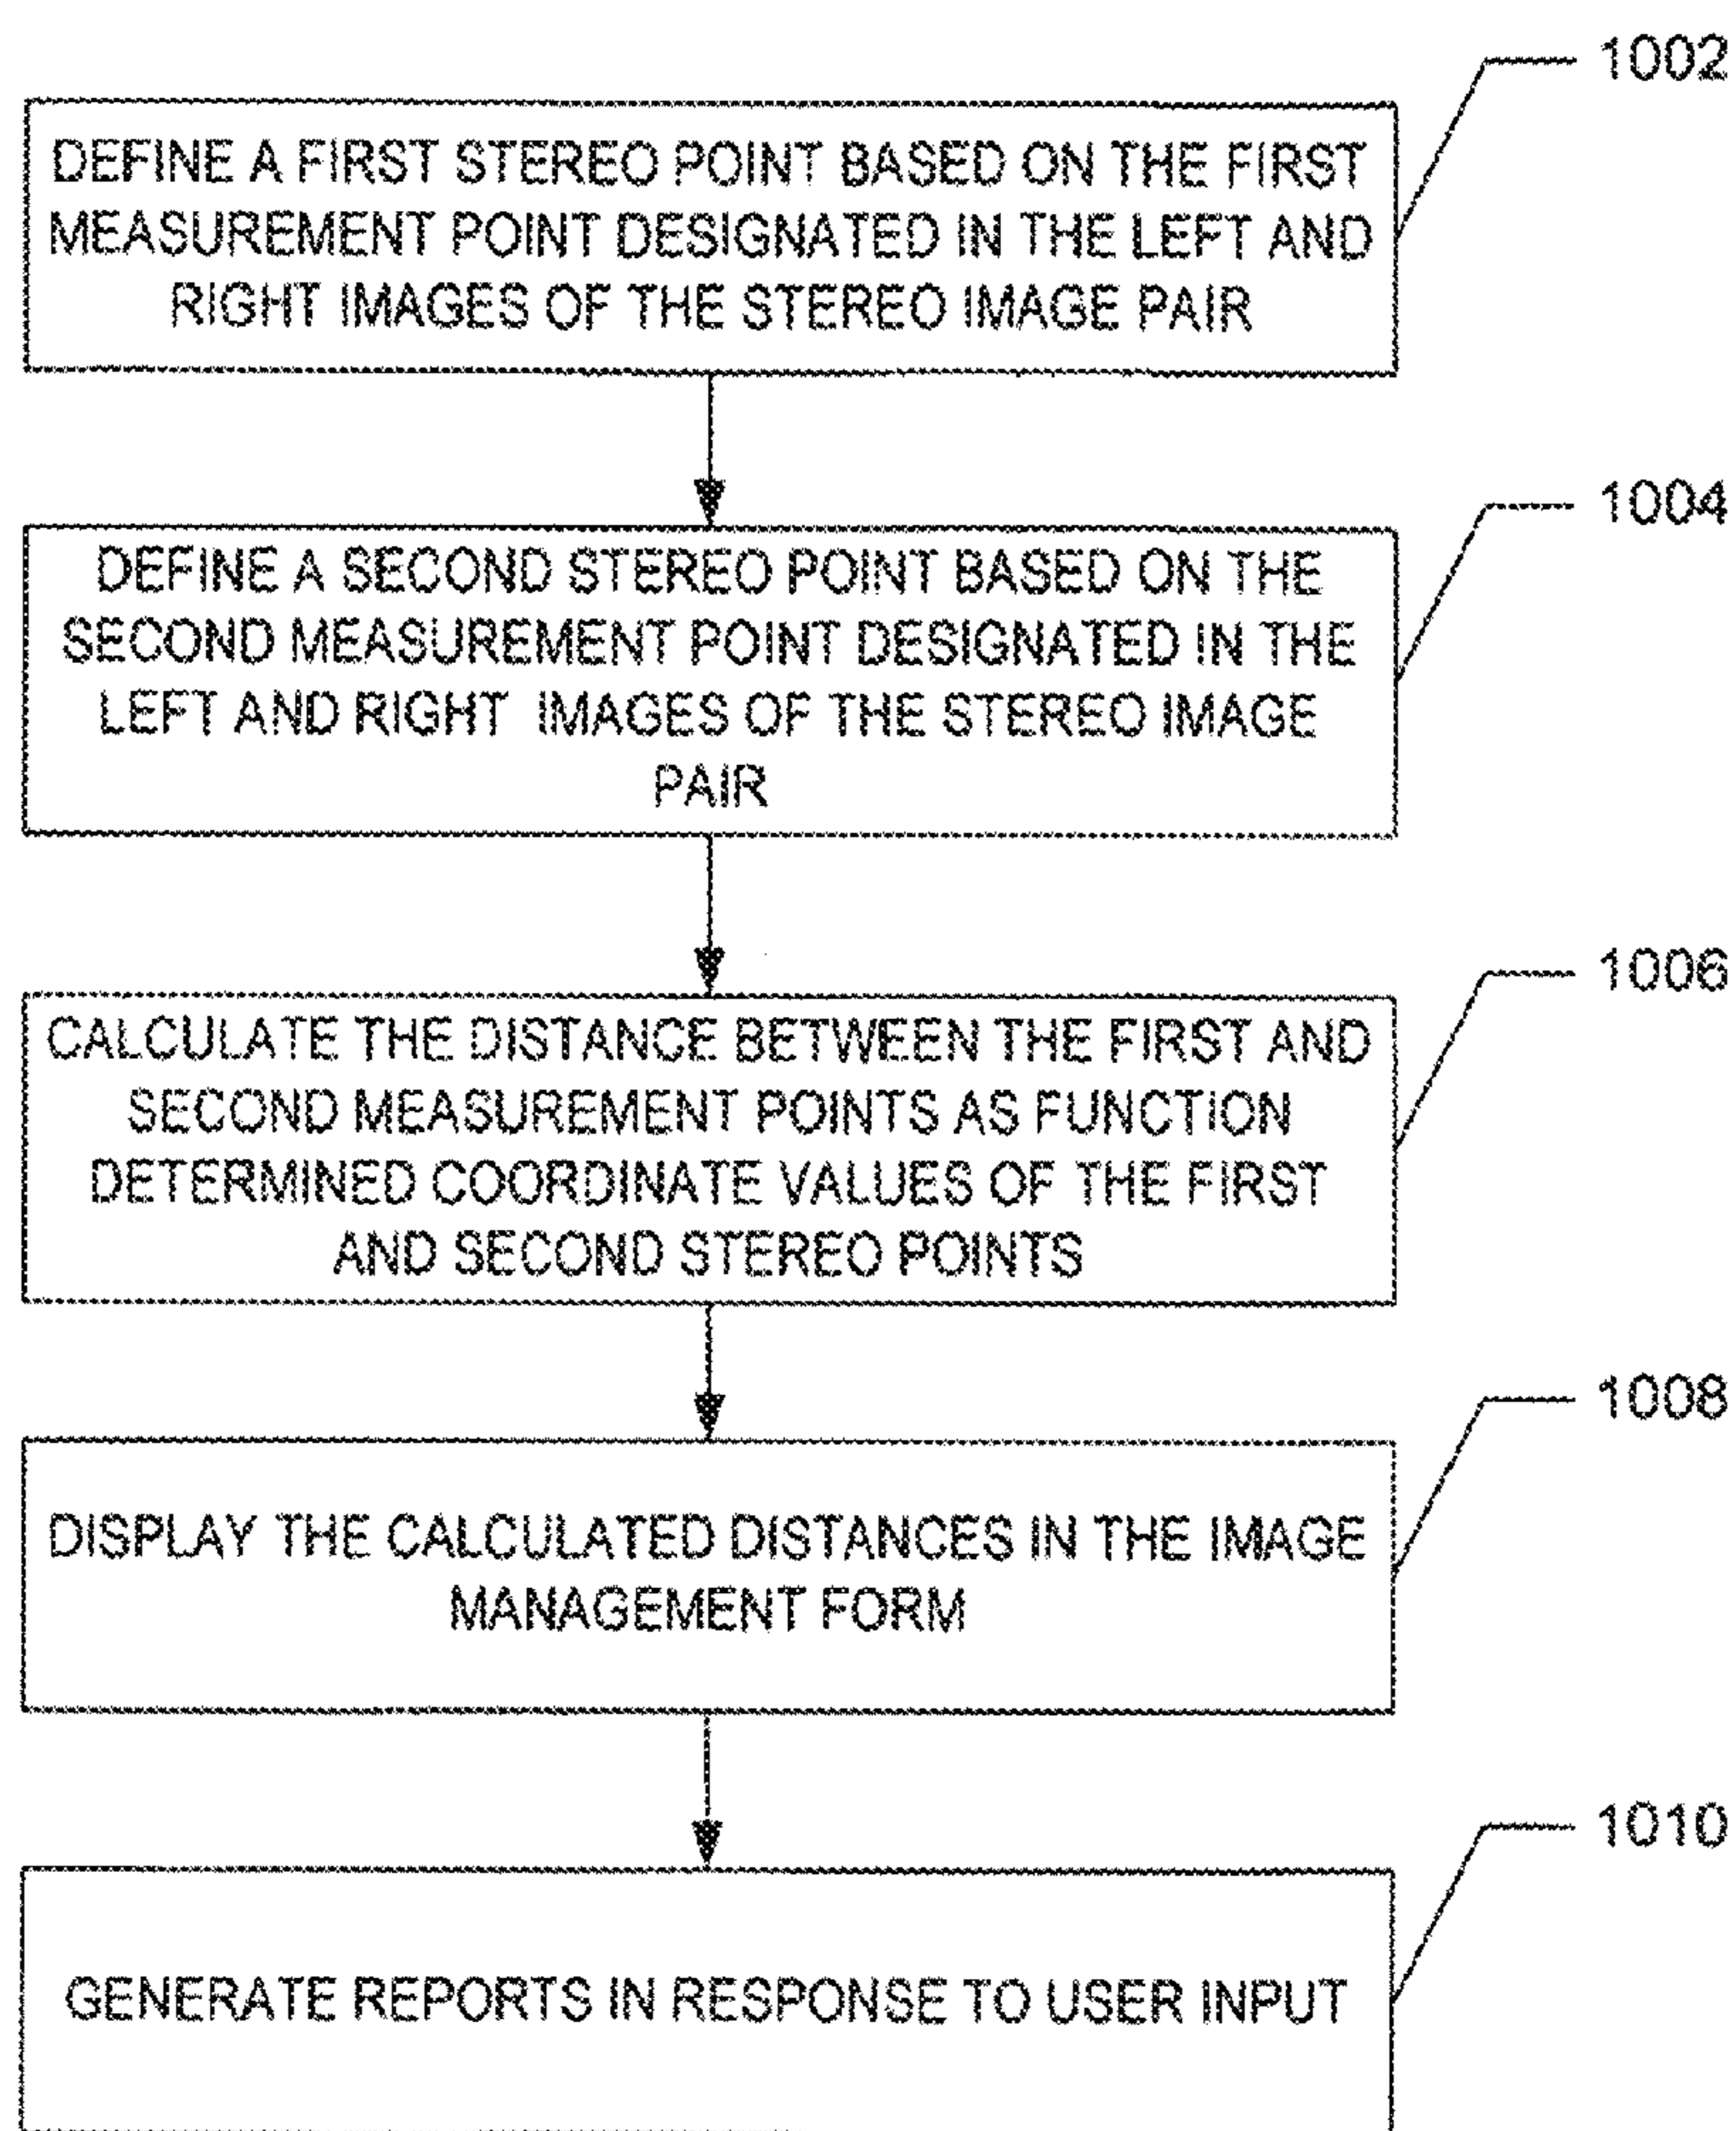 1002
DEFINE A FIRST STEREO POINT BASED ON THE FIRST
MEASUREMENT POINT DESIGNATED IN THE LEFT AND
RIGHT IMAGES OF THE STEREO IMAGE PAIR
1004
DEFINE A SECOND STEREO POINT BASED ON THE
SECOND MEASUREMENT POINT DESIGNATED IN THE
LEFT AND RIGHT IMAGES OF THE STEREO IMAGE
PAIR
1006
CALCULATE THE DISTANCE BETWEEN THE FIRST AND
SECOND MEASUREMENT POINTS AS FUNCTION
DETERMINED COORDINATE VALUES OF THE FIRST
AND SECOND STEREO POINTS
1008
DISPLAY THE CALCULATED DISTANCES IN THE IMAGE
MANAGEMENT FORM
1010
GENERATE REPORTS IN RESPONSE TO USER INPUT